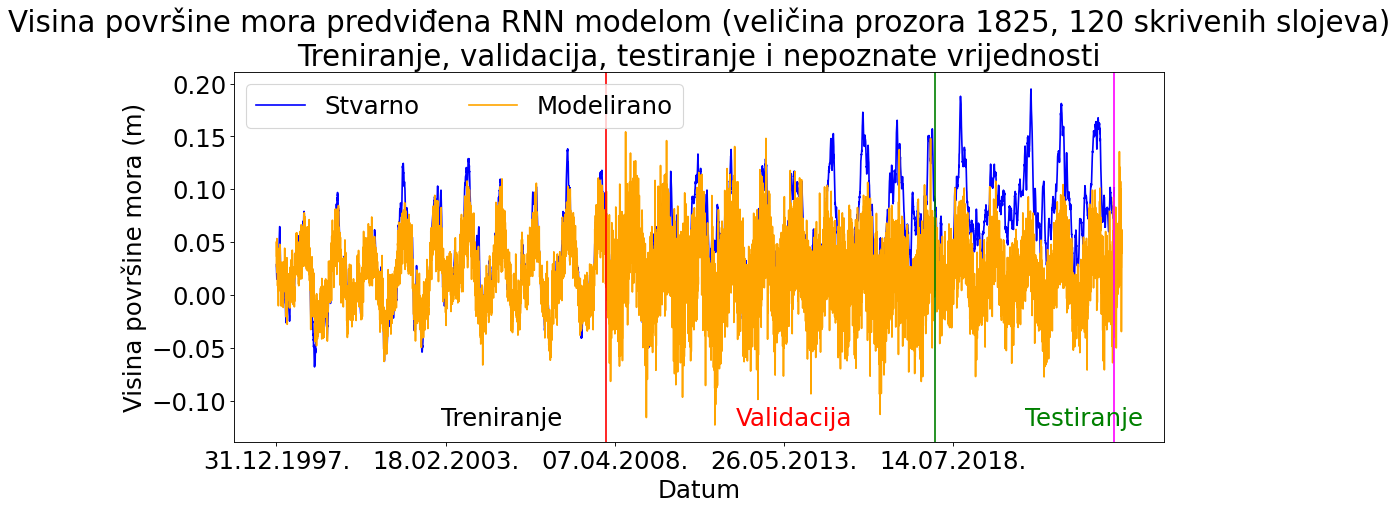 Visina površine mora predviđena RNN modelom (veličina prozora 1825, 120 skrivenih slojeva)
Treniranje, validacija, testiranje i nepoznate vrijednosti
Stvarno Modelirano
Visina površine mora (m)
0.20
0.15
0.10
0.05
0.00
−0.05
−0.10
Treniranje Validacija Testiranje
31.12.1997. 18.02.2003. 07.04.2008. 26.05.2013. 14.07.2018.
Datum